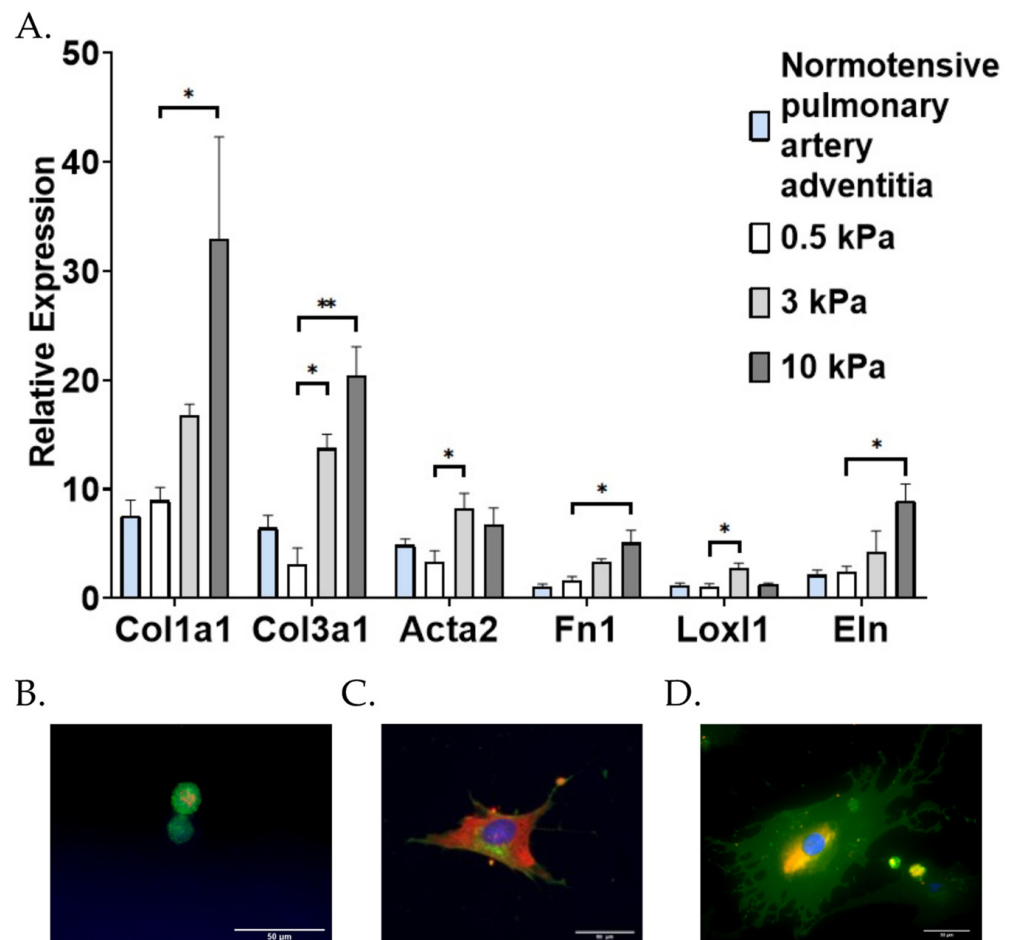 A.
50
40
30
20
10
0
Relative Expression
*
**
*
*
*
*
*
Normotensive
pulmonary
artery
adventitia
0.5 kPa
3 kPa
10 kPa
Col1a1 Col3a1 Acta2 Fn1 Loxl1 Eln
B. C. D.
50 µm